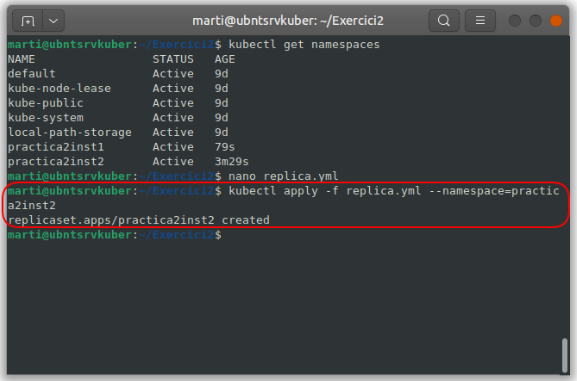 marti@ubntsrvkuber: ~/Exercici2
marti@ubntsrvkuber:~/Exercici2$ kubectl get namespaces
NAME                 STATUS   AGE
default              Active   9d
kube-node-lease      Active   9d
kube-public          Active   9d
kube-system          Active   9d
local-path-storage   Active   9d
practica2inst1       Active   79s
practica2inst2       Active   3m29s
marti@ubntsrvkuber:~/Exercici2$ nano replica.yml
marti@ubntsrvkuber:~/Exercici2$ kubectl apply -f replica.yml --namespace=practic
a2inst2
replicaset.apps/practica2inst2 created
marti@ubntsrvkuber:~/Exercici2$